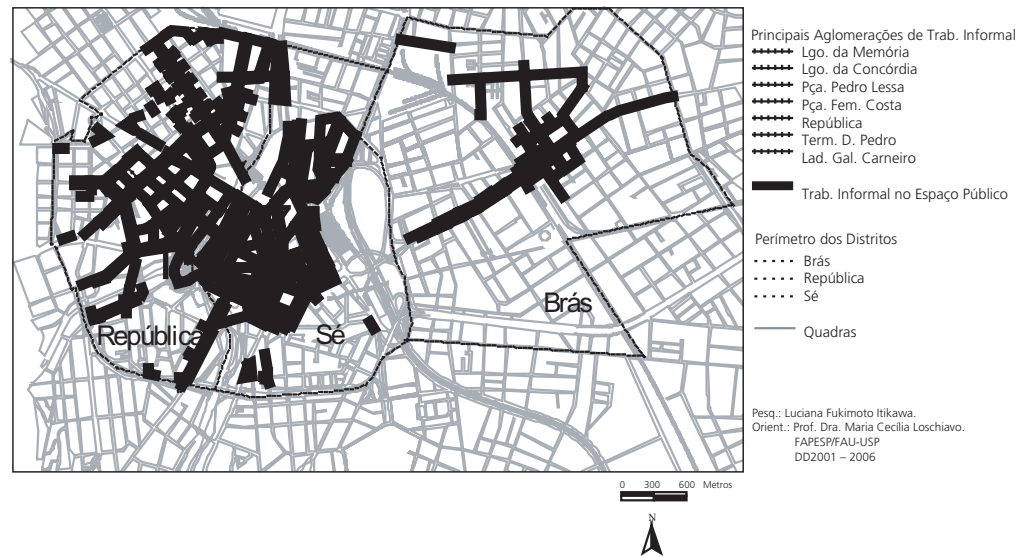 República
Sé
Brás
Principais Aglomerações de Trab. Informal
Lgo. da Memória
Lgo. da Concórdia
Pça. Pedro Lessa
Pça. Fem. Costa
República
Term. D. Pedro
Lad. Gal. Carneiro
Trab. Informal no Espaço Público
Perímetro dos Distritos
Brás
República
Sé
Quadras
Pesq.: Luciana Fukimoto Itikawa.
Orient.: Prof. Dra. Maria Cecília Loschiavo.
FAPESP/FAU-USP
DD2001 – 2006
0 300 600 Metros
N